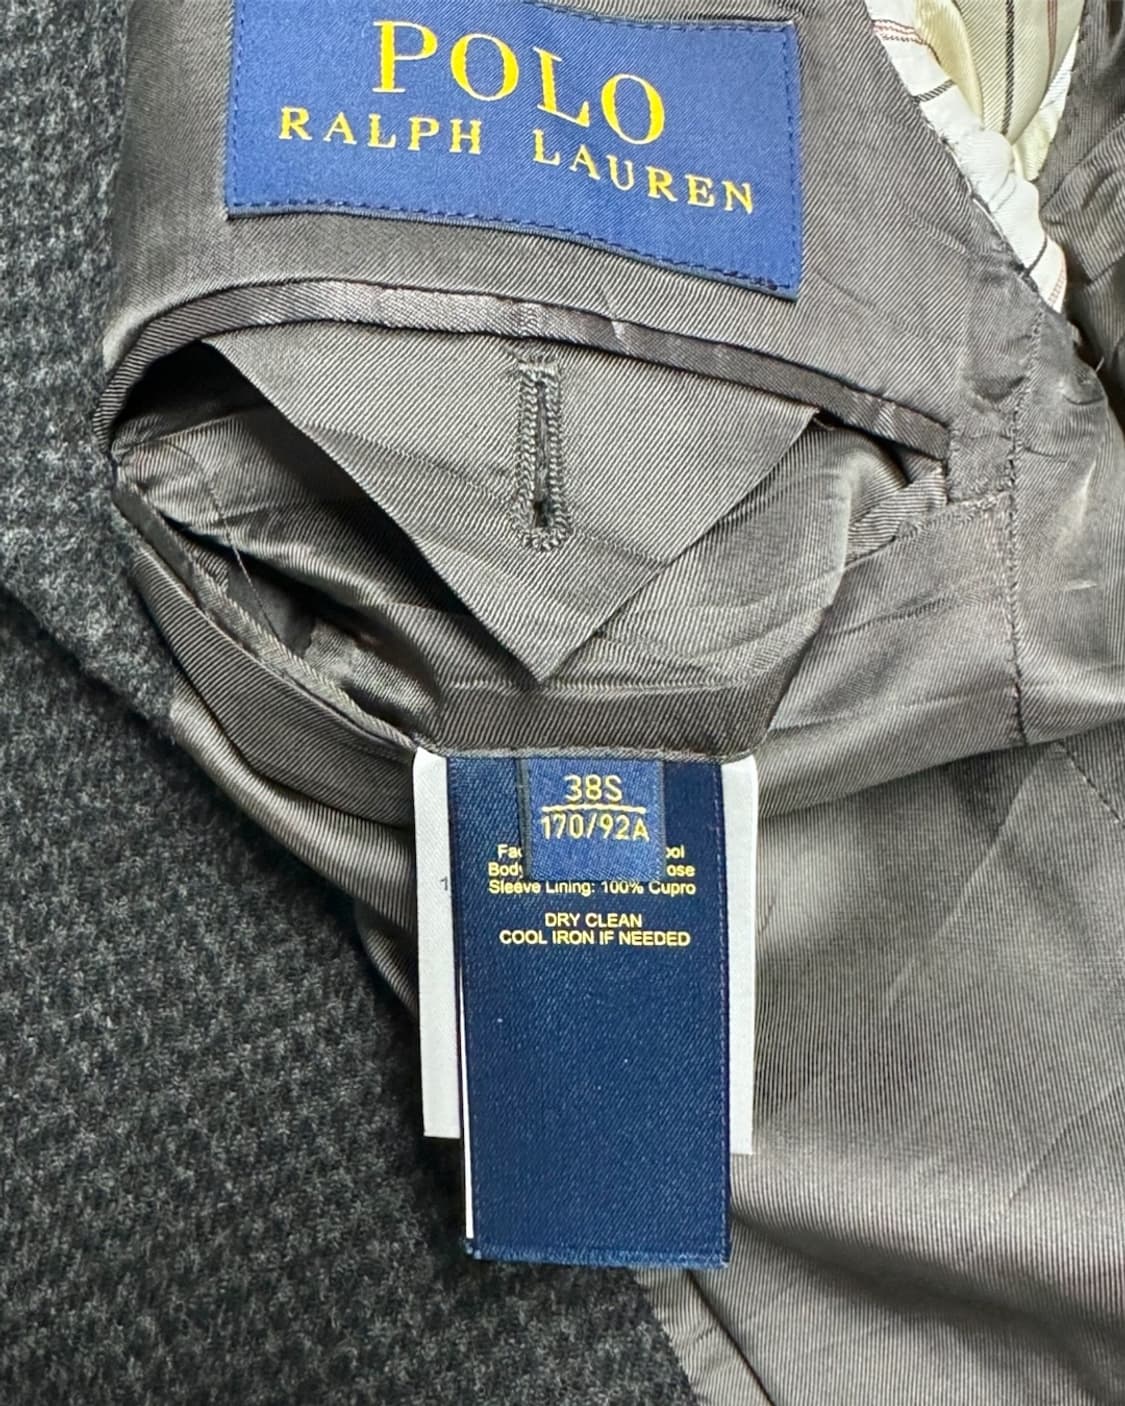 POLO
RALPH LAUREN
38S
170/92A
Sleeve Lining: 100% Cupro
DRY CLEAN
COOL IRON IF NEEDED